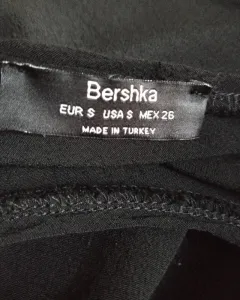 Bershka
EUR S USA S MEX 26
MADE IN TURKEY